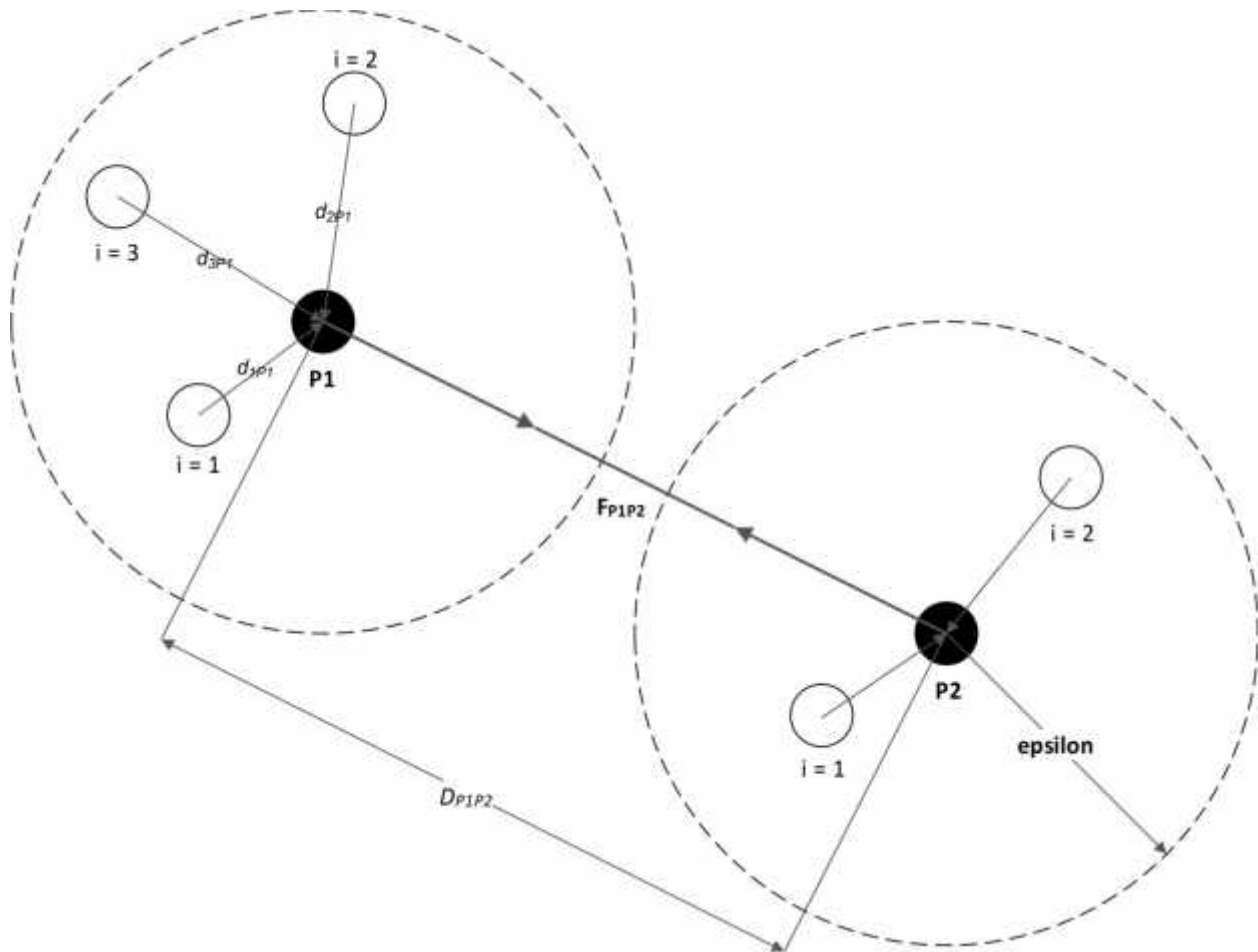 i = 2
d2P1
i = 3
d3P1
P1
d1P1
i = 1
FP1P2
i = 2
P2
i = 1
epsilon
DP1P2